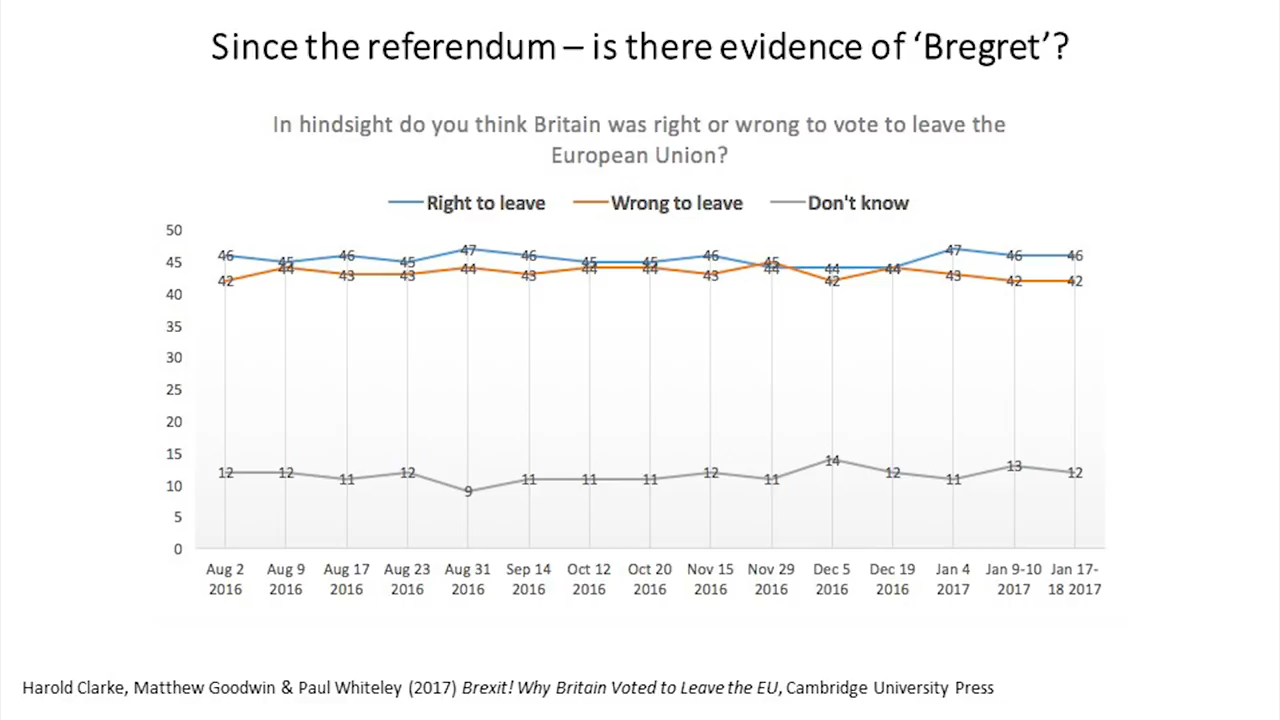 Since the referendum – is there evidence of ‘Bregret’?
In hindsight do you think Britain was right or wrong to vote to leave the
European Union?
Right to leave Wrong to leave Don't know
50
45
40
35
30
25
20
15
10
5
0
46 45 46 45 47 46 45 45 46 44 44 44 47 46 46
42 44 43 43 44 43 44 44 43 45 42 44 43 42 42
12 12 11 12 9 11 11 11 12 11 14 12 11 13 12
Aug 2 Aug 9 Aug 17 Aug 23 Aug 31 Sep 14 Oct 12 Oct 20 Nov 15 Nov 29 Dec 5 Dec 19 Jan 4 Jan 9-10 Jan 17-
2016 2016 2016 2016 2016 2016 2016 2016 2016 2016 2016 2016 2017 2017 18 2017
Harold Clarke, Matthew Goodwin & Paul Whiteley (2017) Brexit! Why Britain Voted to Leave the EU, Cambridge University Press